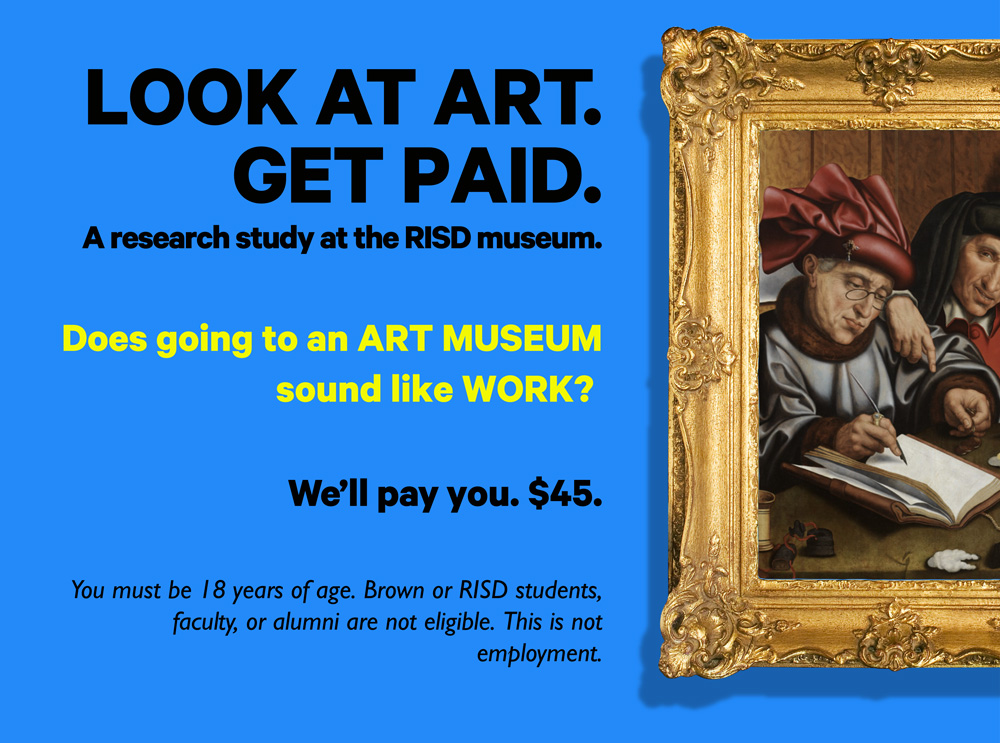 LOOK AT ART.
GET PAID.
A research study at the RISD museum.
Does going to an ART MUSEUM
sound like WORK?
We’ll pay you. $45.
You must be 18 years of age. Brown or RISD students,
faculty, or alumni are not eligible. This is not
employment.